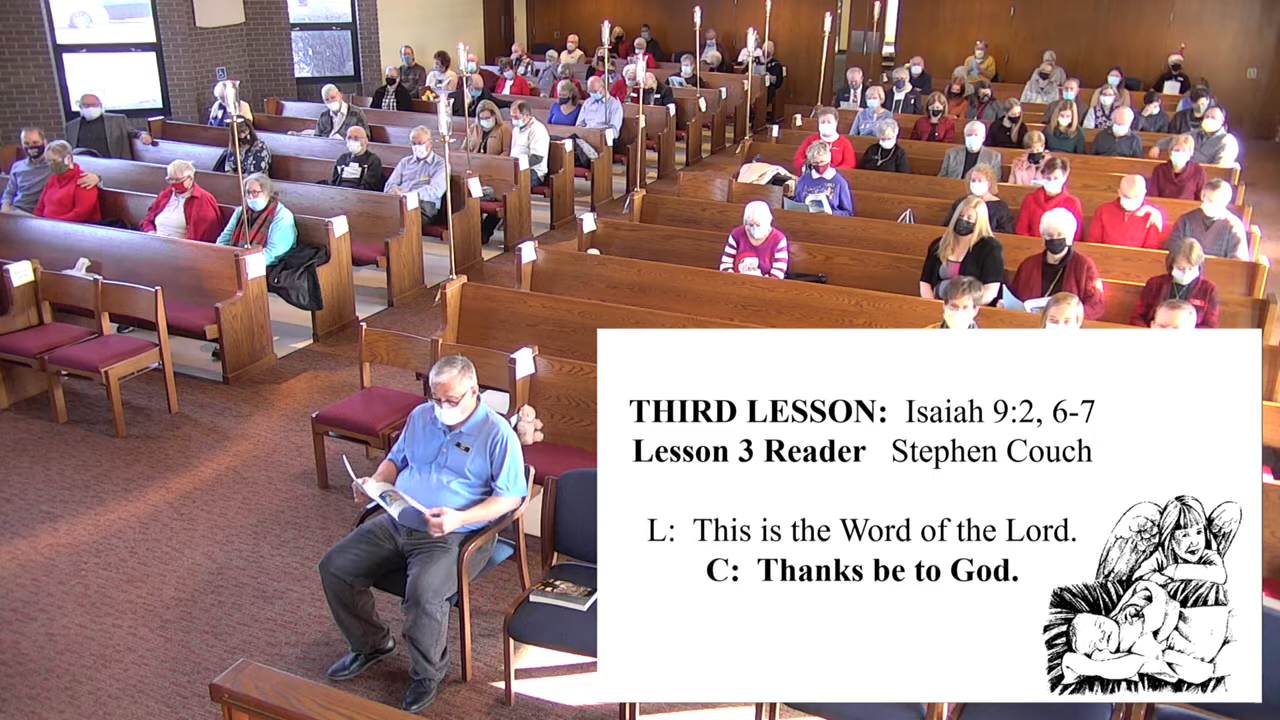 THIRD LESSON: Isaiah 9:2, 6-7
Lesson 3 Reader Stephen Couch
L: This is the Word of the Lord.
C: Thanks be to God.